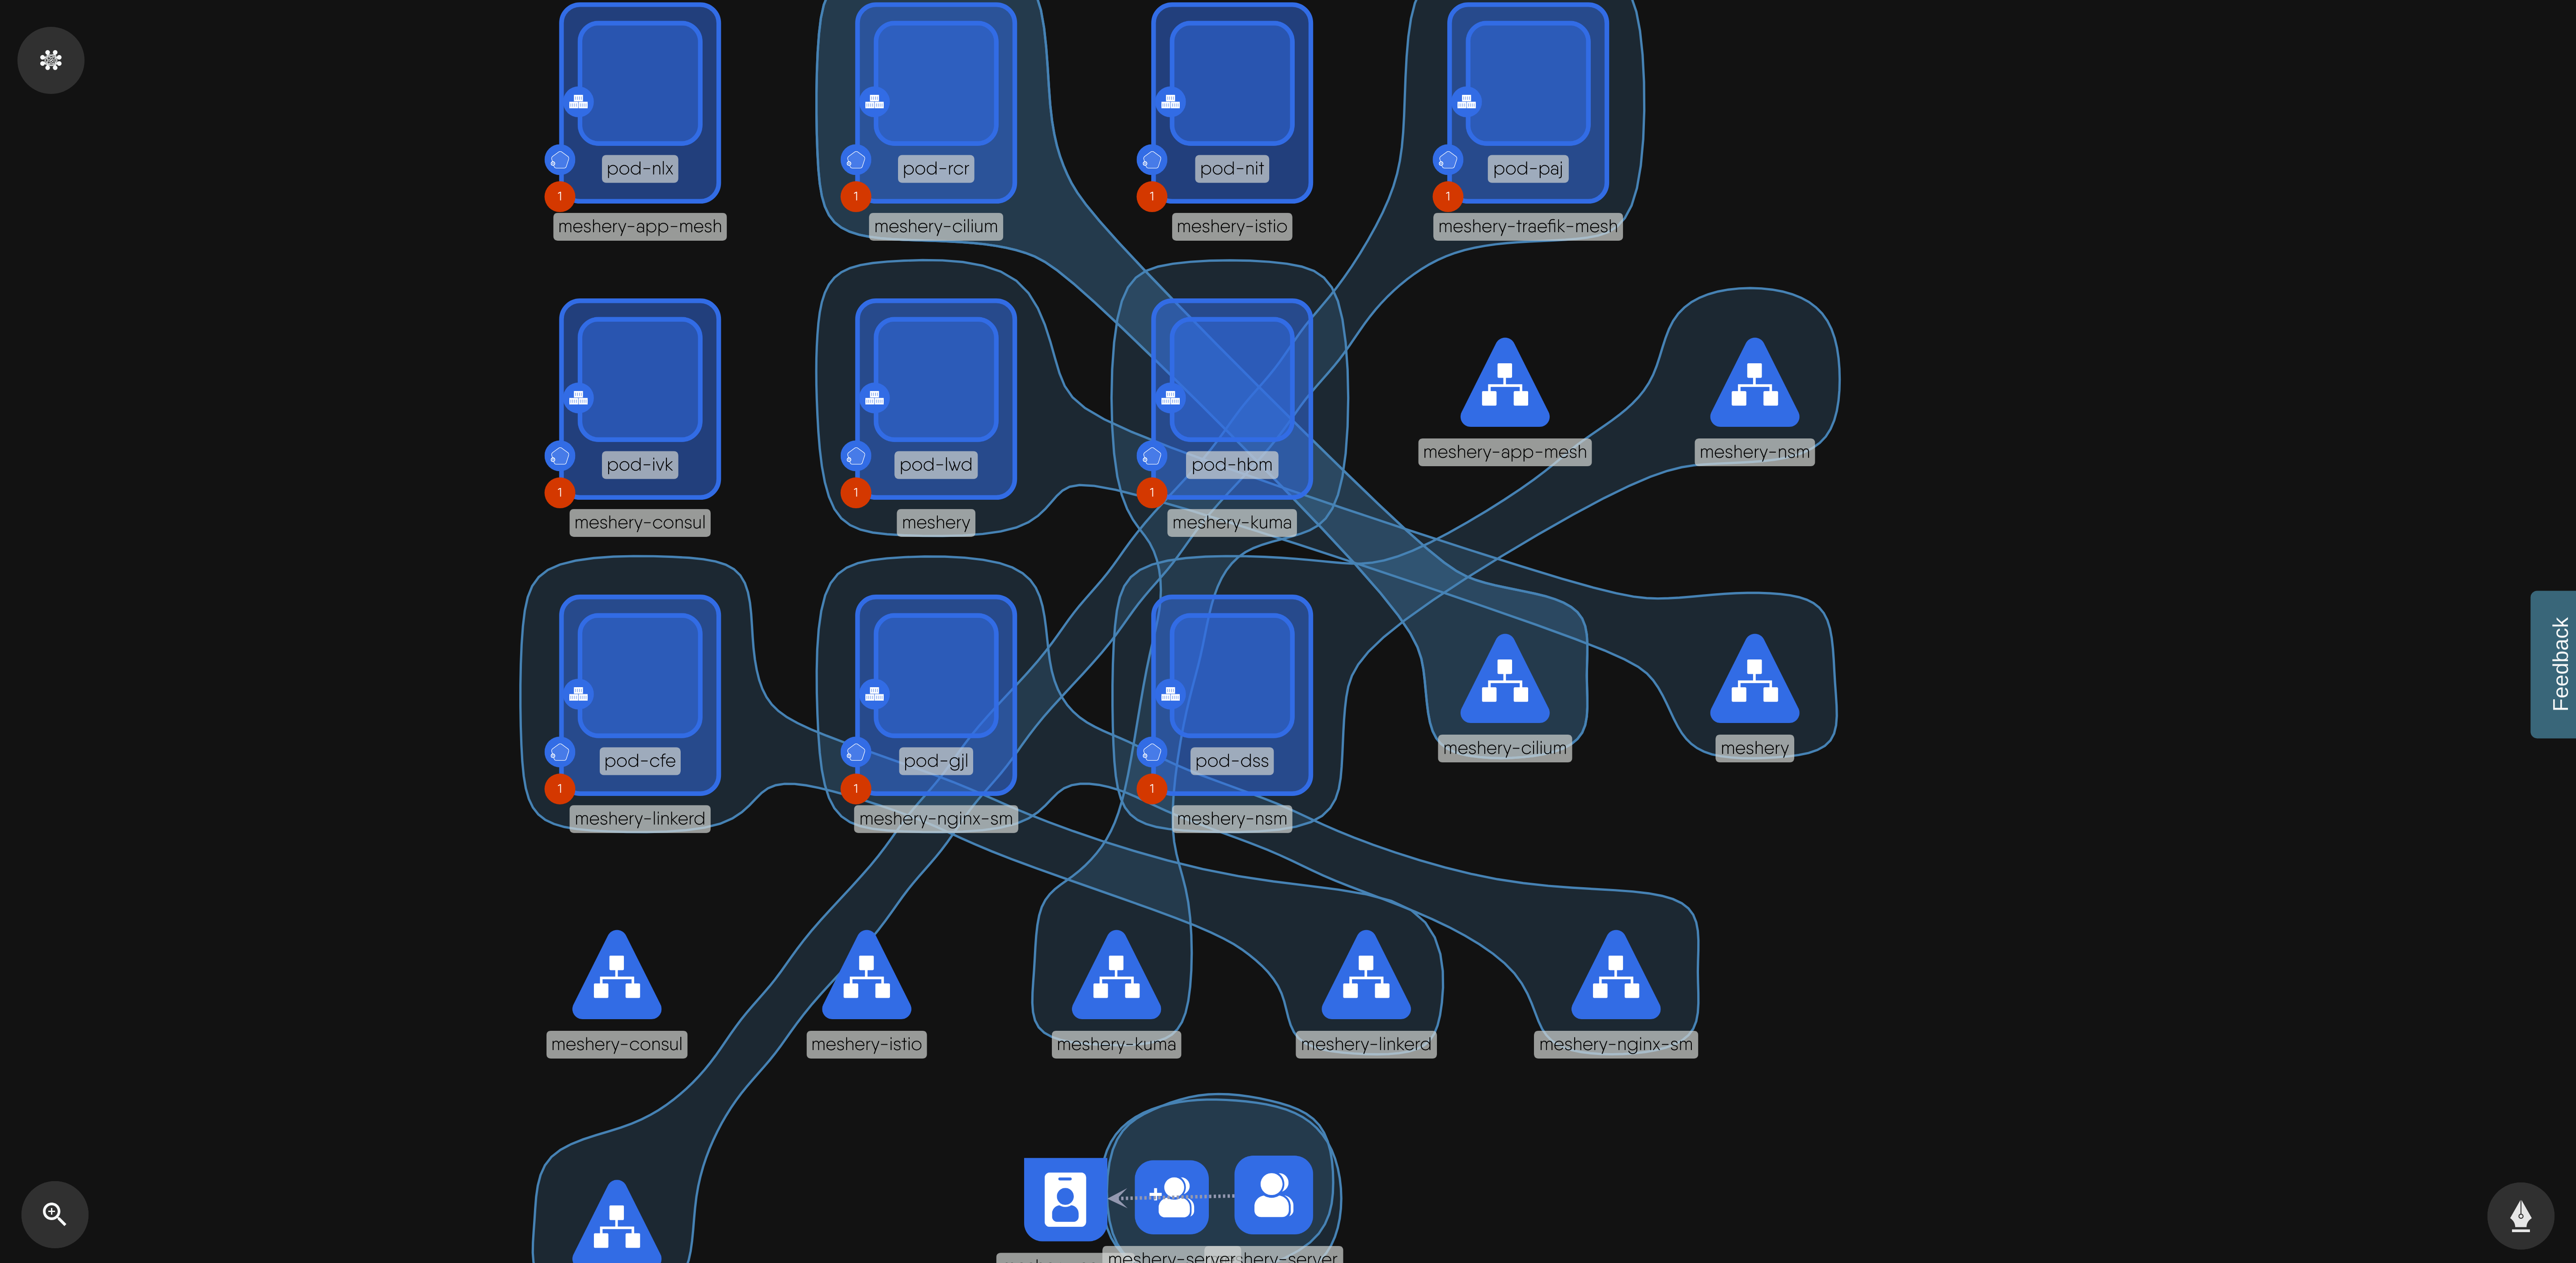 pod-nlx
pod-rcr
pod-nit
pod-paj
1
1
1
1
meshery-app-mesh
meshery-cilium
meshery-istio
meshery-traefik-mesh
pod-ivk
pod-lwd
pod-hbm
meshery-app-mesh
meshery-nsm
1
1
1
meshery-consul
meshery
meshery-kuma
Feedback
pod-cfe
pod-gjl
pod-dss
meshery-cilium
meshery
1
1
1
meshery-linkerd
meshery-nginx-sm
meshery-nsm
meshery-consul
meshery-istio
meshery-kuma
meshery-linkerd
meshery-nginx-sm
meshery-server